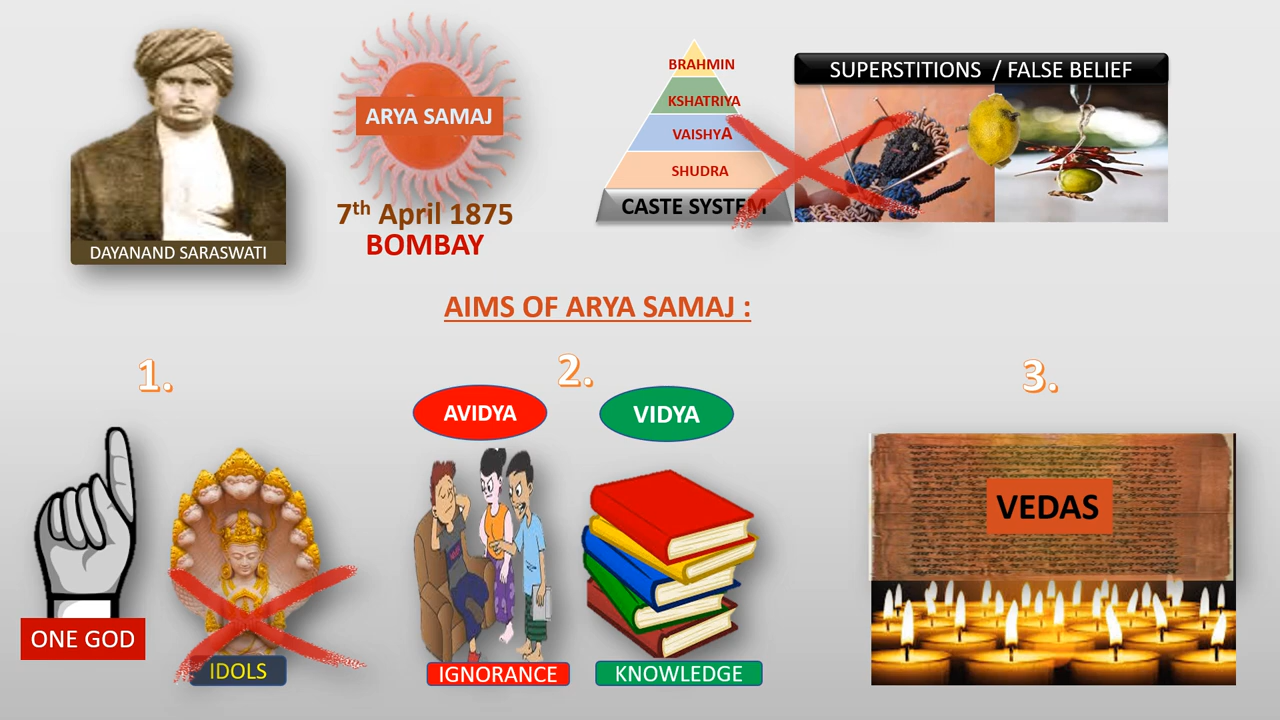 DAYANAND SARASWATI
ARYA SAMAJ
7th April 1875
BOMBAY
BRAHMIN
KSHATRIYA
VAISHYA
SHUDRA
CASTE SYSTEM
SUPERSTITIONS / FALSE BELIEF
AIMS OF ARYA SAMAJ :
1.
ONE GOD
IDOLS
2.
AVIDYA
VIDYA
IGNORANCE
KNOWLEDGE
3.
VEDAS